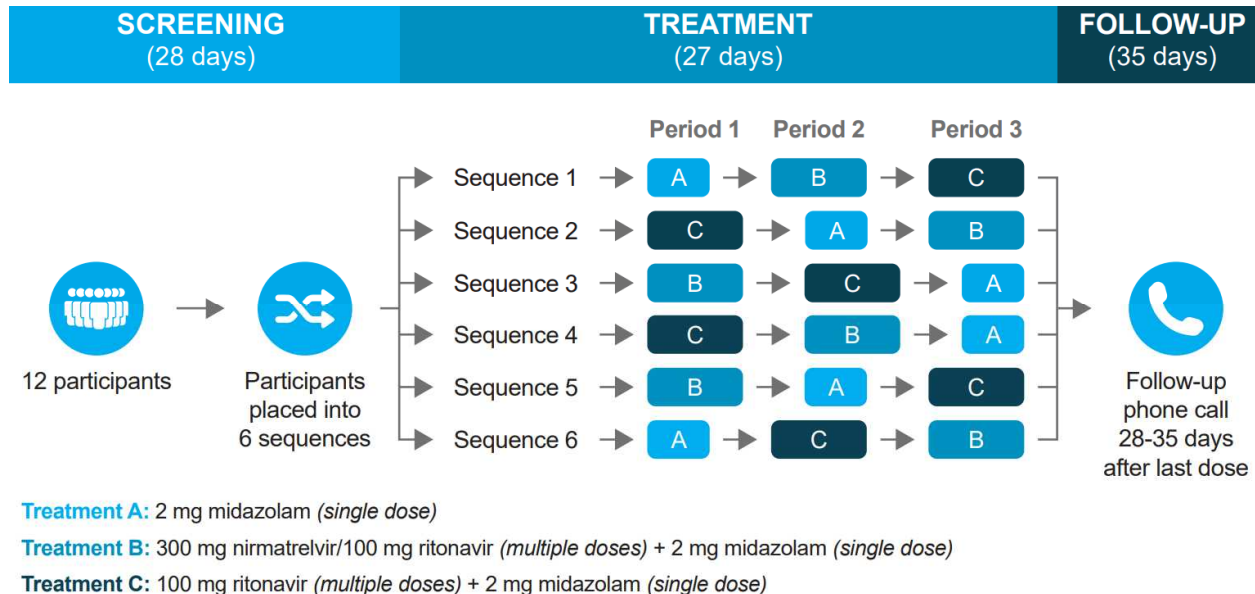 SCREENING
(28 days)
TREATMENT
(27 days)
FOLLOW-UP
(35 days)
Period 1 Period 2 Period 3
Sequence 1 A B C
Sequence 2 C A B
Sequence 3 B C A
Sequence 4 C B A
Sequence 5 B A C
Sequence 6 A C B
12 participants
Participants
placed into
6 sequences
Follow-up
phone call
28-35 days
after last dose
Treatment A: 2 mg midazolam (single dose)
Treatment B: 300 mg nirmatrelvir/100 mg ritonavir (multiple doses) + 2 mg midazolam (single dose)
Treatment C: 100 mg ritonavir (multiple doses) + 2 mg midazolam (single dose)